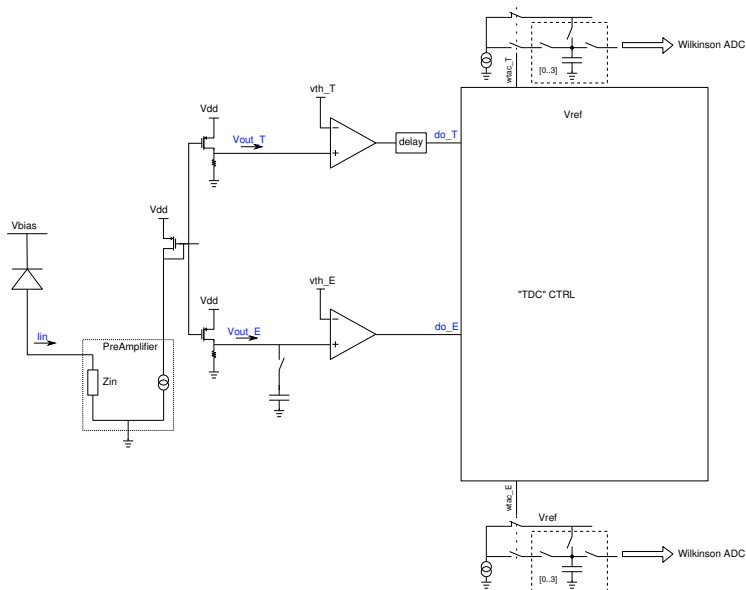 Wilkinson ADC
[0..3]
wtac_T
vth_T
Vref
Vdd
Vout_T
delay
do_T
Vdd
Vbias
vth_E
"TDC" CTRL
Vdd
Vout_E
do_E
Iin
PreAmplifier
Zin
wtac_E
Vref
Wilkinson ADC
[0..3]